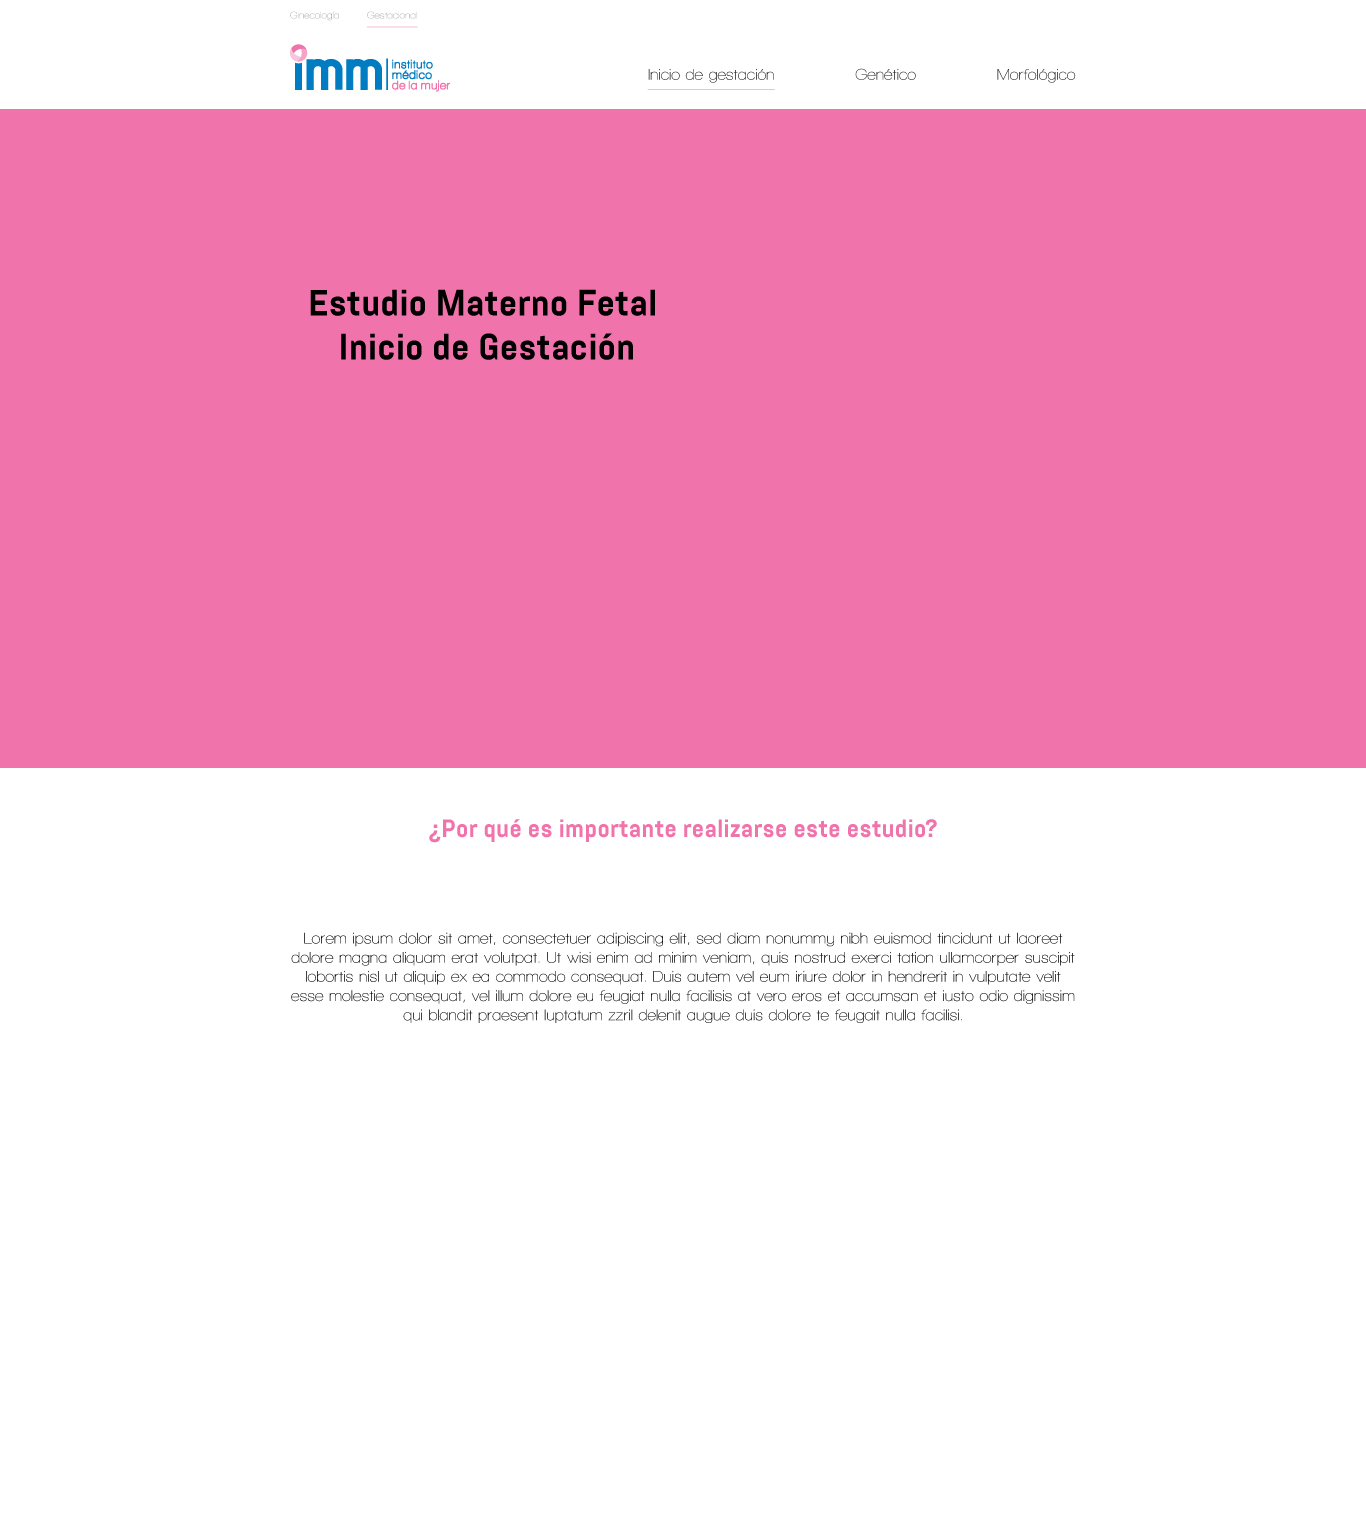 Ginecología
Gestacional
imm
instituto
médico
de la mujer
Inicio de gestación
Genético
Morfológico
Estudio Materno Fetal
Inicio de Gestación
¿Por qué es importante realizarse este estudio?
Lorem ipsum dolor sit amet, consectetuer adipiscing elit, sed diam nonummy nibh euismod tincidunt ut laoreet
dolore magna aliquam erat volutpat. Ut wisi enim ad minim veniam, quis nostrud exerci tation ullamcorper suscipit
lobortis nisl ut aliquip ex ea commodo consequat. Duis autem vel eum iriure dolor in hendrerit in vulputate velit
esse molestie consequat, vel illum dolore eu feugiat nulla facilisis at vero eros et accumsan et iusto odio dignissim
qui blandit praesent luptatum zzril delenit augue duis dolore te feugait nulla facilisi.